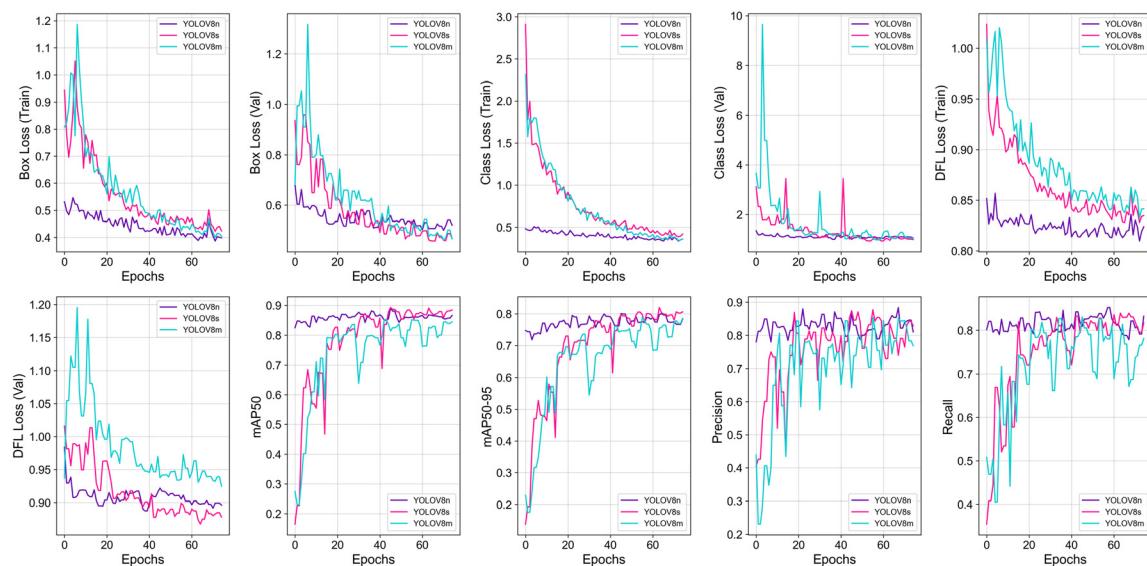 YOLOV8n
YOLOV8s
YOLOV8m
Box Loss (Train)
1.2
1.1
1.0
0.9
0.8
0.7
0.6
0.5
0.4
0
20
40
60
Epochs
YOLOV8n
YOLOV8s
YOLOV8m
Box Loss (Val)
1.2
1.0
0.8
0.6
0
20
40
60
Epochs
YOLOV8n
YOLOV8s
YOLOV8m
Class Loss (Train)
3.0
2.5
2.0
1.5
1.0
0.5
0
20
40
60
Epochs
YOLOV8n
YOLOV8s
YOLOV8m
Class Loss (Val)
10
8
6
4
2
0
20
40
60
Epochs
YOLOV8n
YOLOV8s
YOLOV8m
DFL Loss (Train)
1.00
0.95
0.90
0.85
0.80
0
20
40
60
Epochs
YOLOV8n
YOLOV8s
YOLOV8m
DFL Loss (Val)
1.20
1.15
1.10
1.05
1.00
0.95
0.90
0
20
40
60
Epochs
mAP50
0.9
0.8
0.7
0.6
0.5
0.4
0.3
0.2
YOLOV8n
YOLOV8s
YOLOV8m
0
20
40
60
Epochs
mAP50-95
0.9
0.8
0.7
0.6
0.5
0.4
0.3
0.2
YOLOV8n
YOLOV8s
YOLOV8m
0
20
40
60
Epochs
Precision
0.9
0.8
0.7
0.6
0.5
0.4
0.3
0.2
YOLOV8n
YOLOV8s
YOLOV8m
0
20
40
60
Epochs
Recall
0.8
0.7
0.6
0.5
0.4
YOLOV8n
YOLOV8s
YOLOV8m
0
20
40
60
Epochs